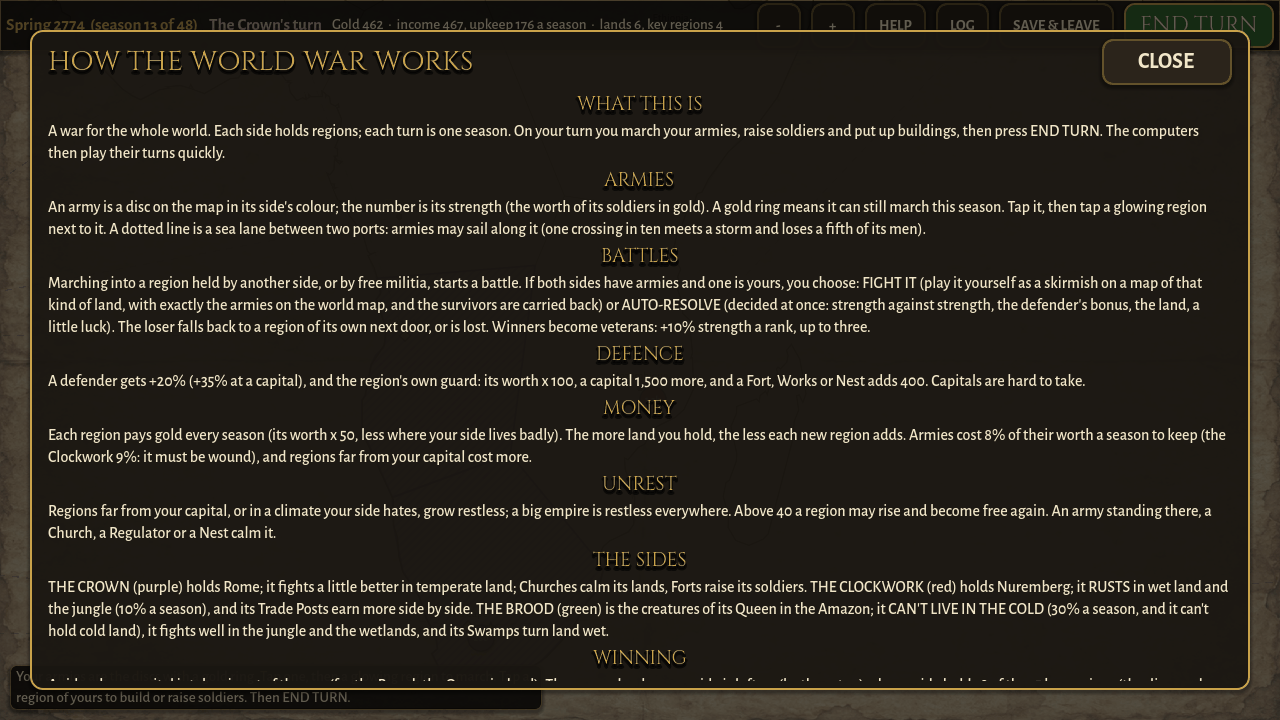 Spring 2774 (season 13 of 48) The Crown's turn Gold 462 · income 467, upkeep 176 a season · lands 6, key regions 4 - + HELP LOG SAVE & LEAVE END TURN
HOW THE WORLD WAR WORKS
CLOSE
WHAT THIS IS
A war for the whole world. Each side holds regions; each turn is one season. On your turn you march your armies, raise soldiers and put up buildings, then press END TURN. The computers
then play their turns quickly.
ARMIES
An army is a disc on the map in its side's colour; the number is its strength (the worth of its soldiers in gold). A gold ring means it can still march this season. Tap it, then tap a glowing region
next to it. A dotted line is a sea lane between two ports: armies may sail along it (one crossing in ten meets a storm and loses a fifth of its men).
BATTLES
Marching into a region held by another side, or by free militia, starts a battle. If both sides have armies and one is yours, you choose: FIGHT IT (play it yourself as a skirmish on a map of that
kind of land, with exactly the armies on the world map, and the survivors are carried back) or AUTO-RESOLVE (decided at once: strength against strength, the defender's bonus, the land, a
little luck). The loser falls back to a region of its own next door, or is lost. Winners become veterans: +10% strength a rank, up to three.
DEFENCE
A defender gets +20% (+35% at a capital), and the region's own guard: its worth x 100, a capital 1,500 more, and a Fort, Works or Nest adds 400. Capitals are hard to take.
MONEY
Each region pays gold every season (its worth x 50, less where your side lives badly). The more land you hold, the less each new region adds. Armies cost 8% of their worth a season to keep (the
Clockwork 9%: it must be wound), and regions far from your capital cost more.
UNREST
Regions far from your capital, or in a climate your side hates, grow restless; a big empire is restless everywhere. Above 40 a region may rise and become free again. An army standing there, a
Church, a Regulator or a Nest calm it.
THE SIDES
THE CROWN (purple) holds Rome; it fights a little better in temperate land; Churches calm its lands, Forts raise its soldiers. THE CLOCKWORK (red) holds Nuremberg; it RUSTS in wet land and
the jungle (10% a season), and its Trade Posts earn more side by side. THE BROOD (green) is the creatures of its Queen in the Amazon; it CAN'T LIVE IN THE COLD (30% a season, and it can't
hold cold land), it fights well in the jungle and the wetlands, and its Swamps turn land wet.
WINNING
region of yours to build or raise soldiers. Then END TURN.